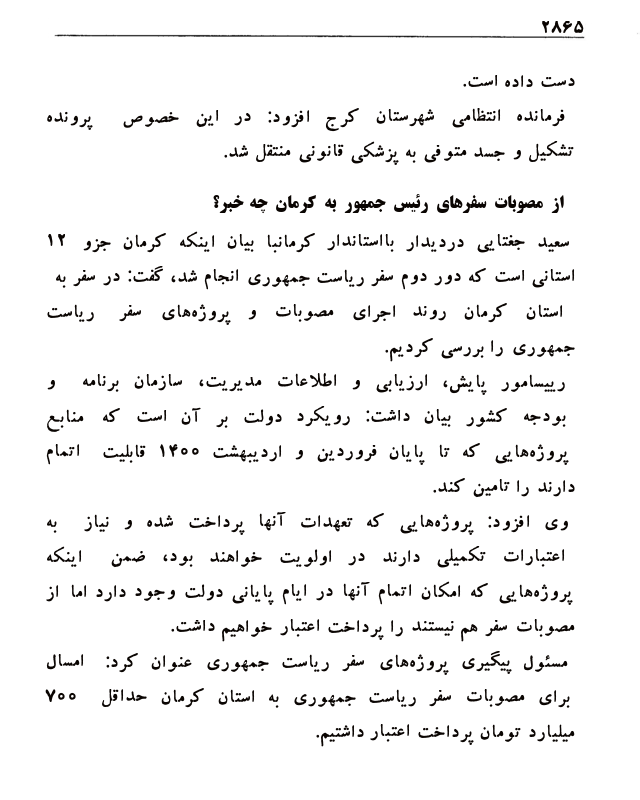 ۲۸۶۵
دست داده است.
فرمانده انتظامی شهرستان کرج افزود: در این خصوص پرونده
تشکیل و جسد متوفی به پزشکی قانونی منتقل شد.
از مصوبات سفرهای رئیس جمهور به کرمان چه خبر؟
سعید جغتایی دردیدار بااستاندار کرمانبا بیان اینکه کرمان جزو ۱۲
استانی است که دور دوم سفر ریاست جمهوری انجام شد، گفت: در سفر به
استان کرمان روند اجرای مصوبات و پروژه‌های سفر ریاست
جمهوری را بررسی کردیم.
رییسامور پایش، ارزیابی و اطلاعات مدیریت، سازمان برنامه و
بودجه کشور بیان داشت: رویکرد دولت بر آن است که منابع
پروژه‌هایی که تا پایان فروردین و اردیبهشت ۱۴۰۰ قابلیت اتمام
دارند را تامین کند.
وی افزود: پروژه‌هایی که تعهدات آنها پرداخت شده و نیاز به
اعتبارات تکمیلی دارند در اولویت خواهند بود، ضمن اینکه
پروژه‌هایی که امکان اتمام آنها در ایام پایانی دولت وجود دارد اما از
مصوبات سفر هم نیستند را پرداخت اعتبار خواهیم داشت.
مسئول پیگیری پروژه‌های سفر ریاست جمهوری عنوان کرد: امسال
برای مصوبات سفر ریاست جمهوری به استان کرمان حداقل ۷۰۰
میلیارد تومان پرداخت اعتبار داشتیم.